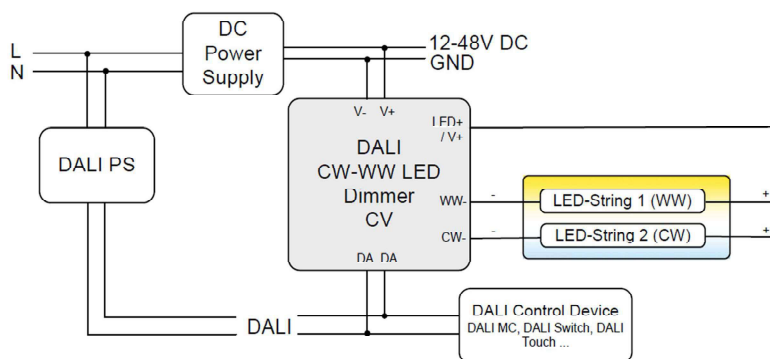 L
N
DC
Power
Supply
12-48V DC
GND
V- V+
LED+
/ V+
DALI
CW-WW LED
Dimmer
CV
WW-
CW-
DA DA
DALI PS
- LED-String 1 (WW) +
- LED-String 2 (CW) +
DALI
DALI Control Device
DALI MC, DALI Switch, DALI
Touch ...